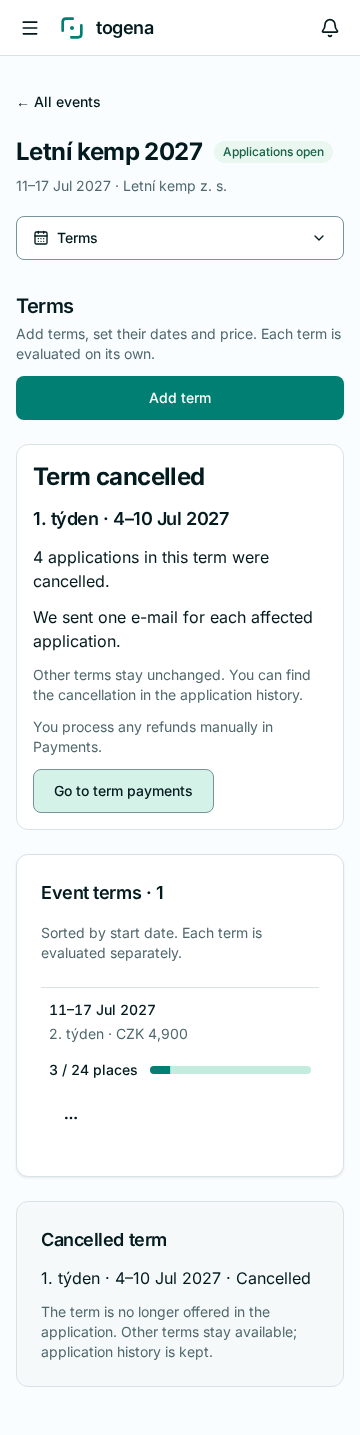 togena
← All events
Letní kemp 2027
Applications open
11–17 Jul 2027 · Letní kemp z. s.
Terms
Terms
Add terms, set their dates and price. Each term is
evaluated on its own.
Add term
Term cancelled
1. týden · 4–10 Jul 2027
4 applications in this term were
cancelled.
We sent one e-mail for each affected
application.
Other terms stay unchanged. You can find
the cancellation in the application history.
You process any refunds manually in
Payments.
Go to term payments
Event terms · 1
Sorted by start date. Each term is
evaluated separately.
11–17 Jul 2027
2. týden · CZK 4,900
3 / 24 places
...
Cancelled term
1. týden · 4–10 Jul 2027 · Cancelled
The term is no longer offered in the
application. Other terms stay available;
application history is kept.